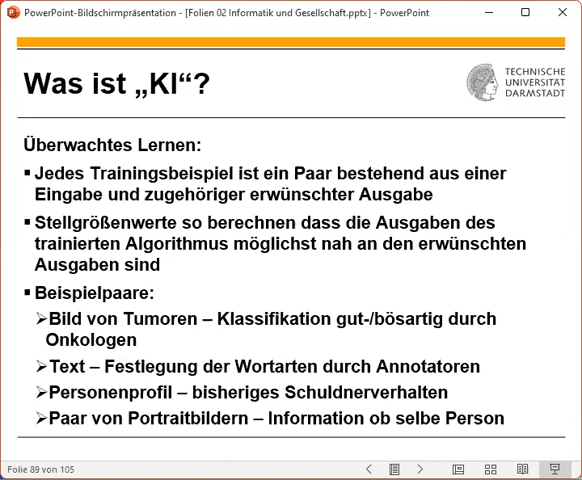 PowerPoint-Bildschirmpräsentation - [Folien 02 Informatik und Gesellschaft.pptx] - PowerPoint
Was ist „KI“?
TECHNISCHE
UNIVERSITÄT
DARMSTADT
Überwachtes Lernen:
▪ Jedes Trainingsbeispiel ist ein Paar bestehend aus einer
Eingabe und zugehöriger erwünschter Ausgabe
▪ Stellgrößenwerte so berechnen dass die Ausgaben des
trainierten Algorithmus möglichst nah an den erwünschten
Ausgaben sind
▪ Beispielpaare:
➢Bild von Tumoren – Klassifikation gut-/bösartig durch
Onkologen
➢Text – Festlegung der Wortarten durch Annotatoren
➢Personenprofil – bisheriges Schuldnerverhalten
➢Paar von Portraitbildern – Information ob selbe Person
Folie 89 von 105